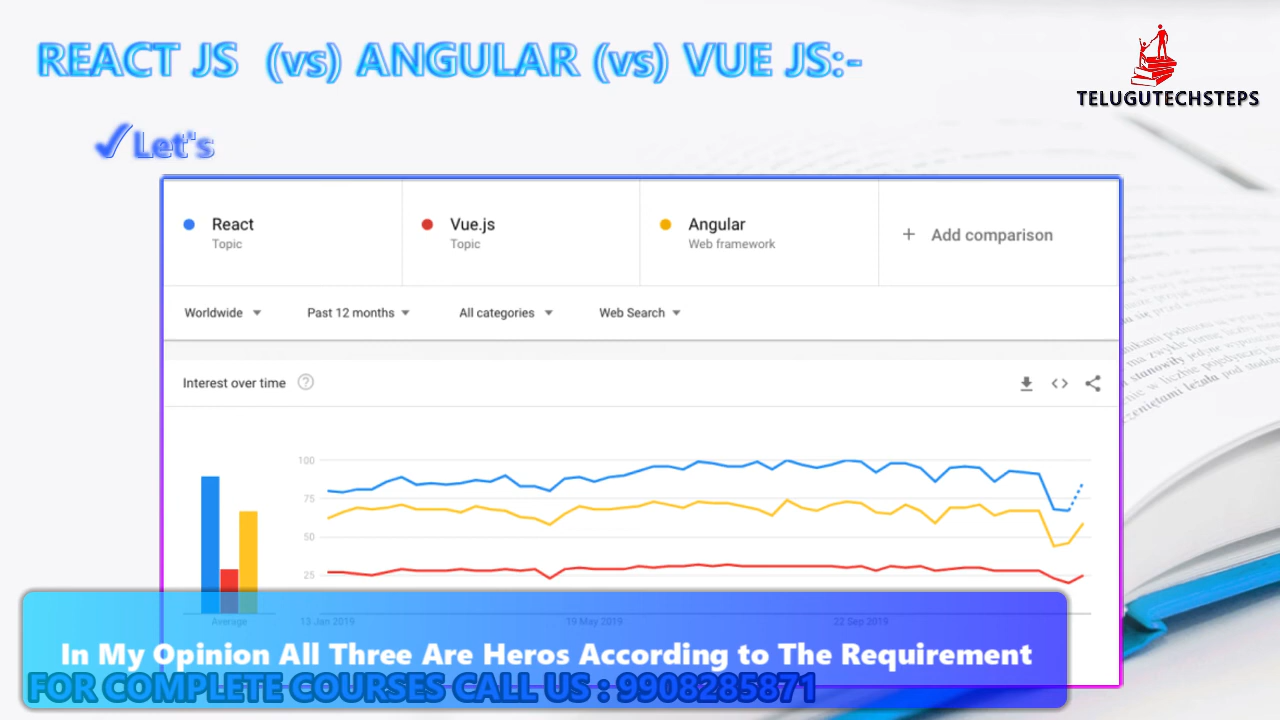 REACT JS (vs) ANGULAR (vs) VUE JS:-
TELUGUTECHSTEPS
✓Let's
React
Topic
Vue.js
Topic
Angular
Web framework
+ Add comparison
Worldwide
Past 12 months
All categories
Web Search
Interest over time
100
75
50
25
Average
13 Jan 2019
19 May 2019
22 Sep 2019
In My Opinion All Three Are Heros According to The Requirement
FOR COMPLETE COURSES CALL US : 9908285871